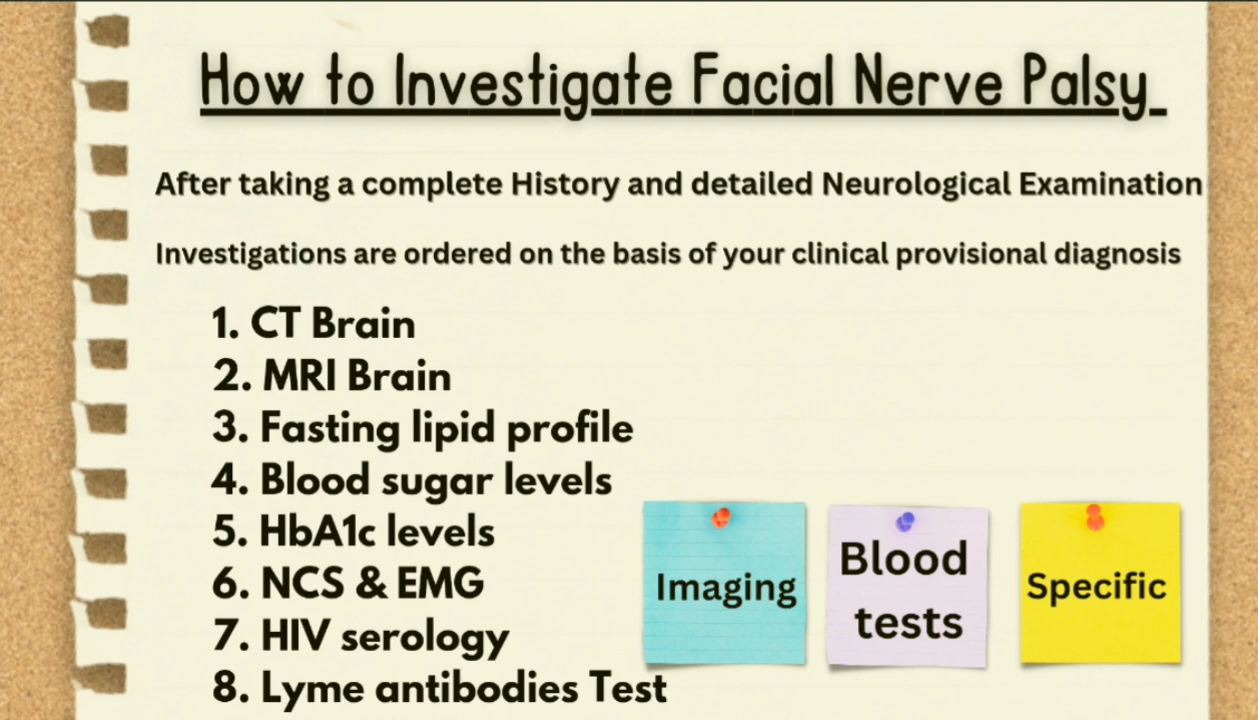 How to Investigate Facial Nerve Palsy
After taking a complete History and detailed Neurological Examination
Investigations are ordered on the basis of your clinical provisional diagnosis
1. CT Brain
2. MRI Brain
3. Fasting lipid profile
4. Blood sugar levels
5. HbA1c levels
6. NCS & EMG
7. HIV serology
8. Lyme antibodies Test
Imaging
Blood
tests
Specific